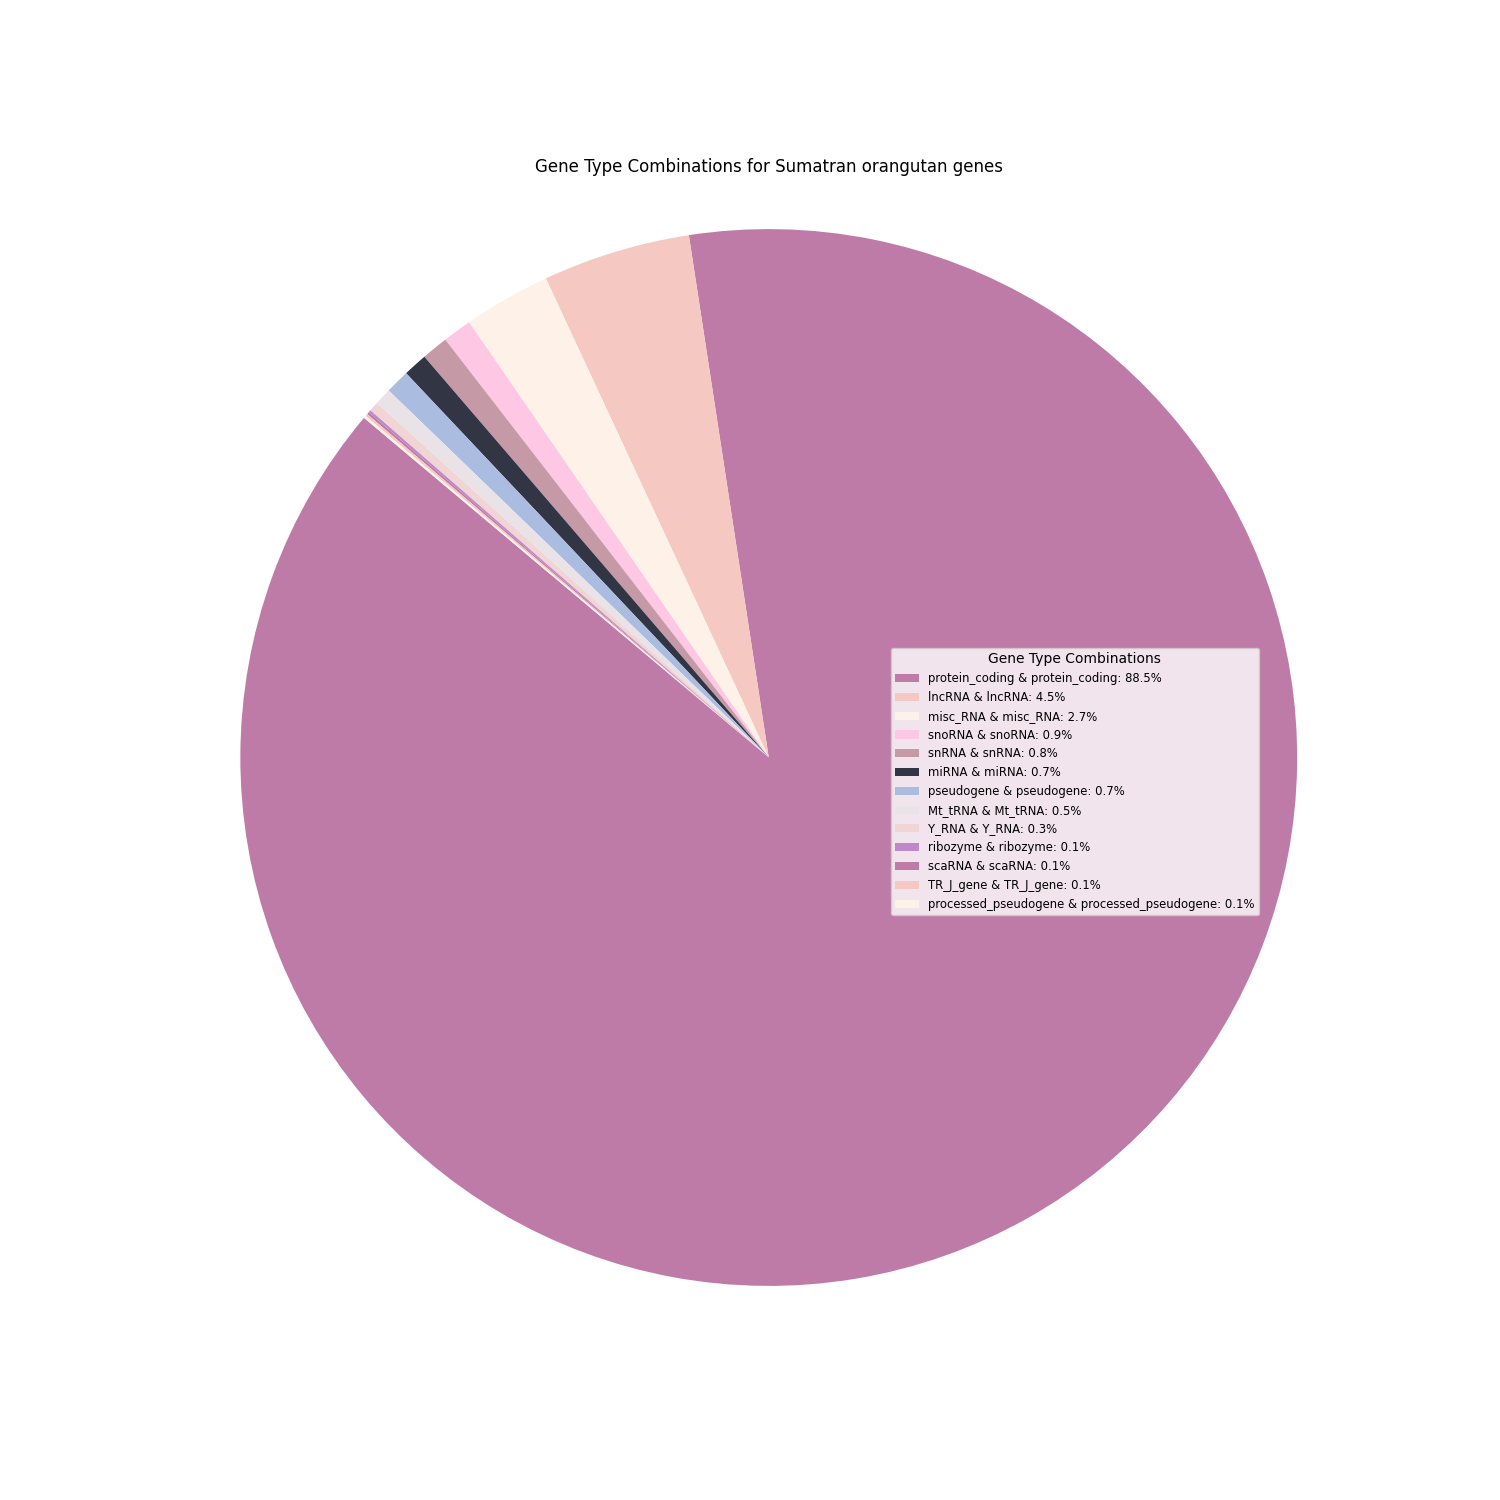 Gene Type Combinations for Sumatran orangutan genes
Gene Type Combinations
protein_coding & protein_coding: 88.5%
lncRNA & lncRNA: 4.5%
misc_RNA & misc_RNA: 2.7%
snoRNA & snoRNA: 0.9%
snRNA & snRNA: 0.8%
miRNA & miRNA: 0.7%
pseudogene & pseudogene: 0.7%
Mt_tRNA & Mt_tRNA: 0.5%
Y_RNA & Y_RNA: 0.3%
ribozyme & ribozyme: 0.1%
scaRNA & scaRNA: 0.1%
TR_J_gene & TR_J_gene: 0.1%
processed_pseudogene & processed_pseudogene: 0.1%